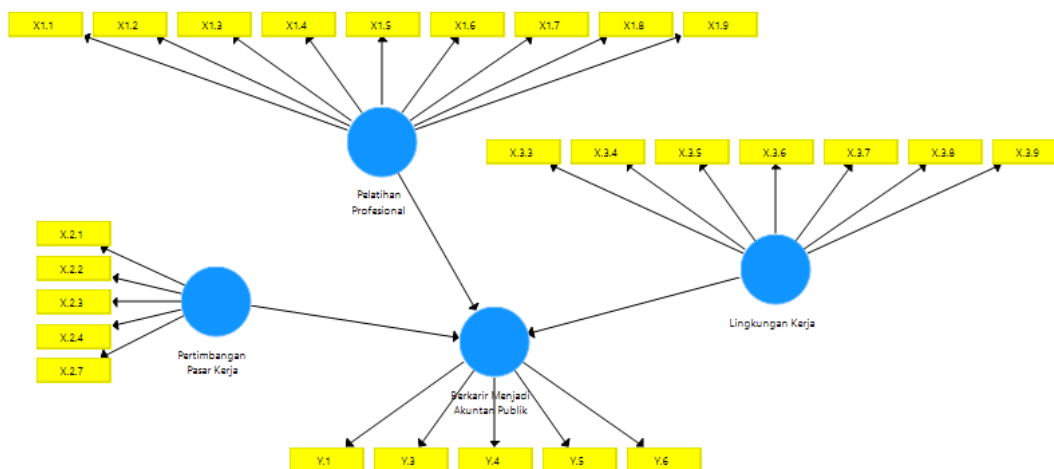 X1.1
X1.2
X1.3
X1.4
X1.5
X1.6
X1.7
X1.8
X1.9
Pelatihan
Profesional
X.3.3
X.3.4
X.3.5
X.3.6
X.3.7
X.3.8
X.3.9
Lingkungan Kerja
X.2.1
X.2.2
X.2.3
X.2.4
X.2.7
Pertimbangan
Pasar Kerja
Berkarir Menjadi
Akuntan Publik
Y.1
Y.3
Y.4
Y.5
Y.6